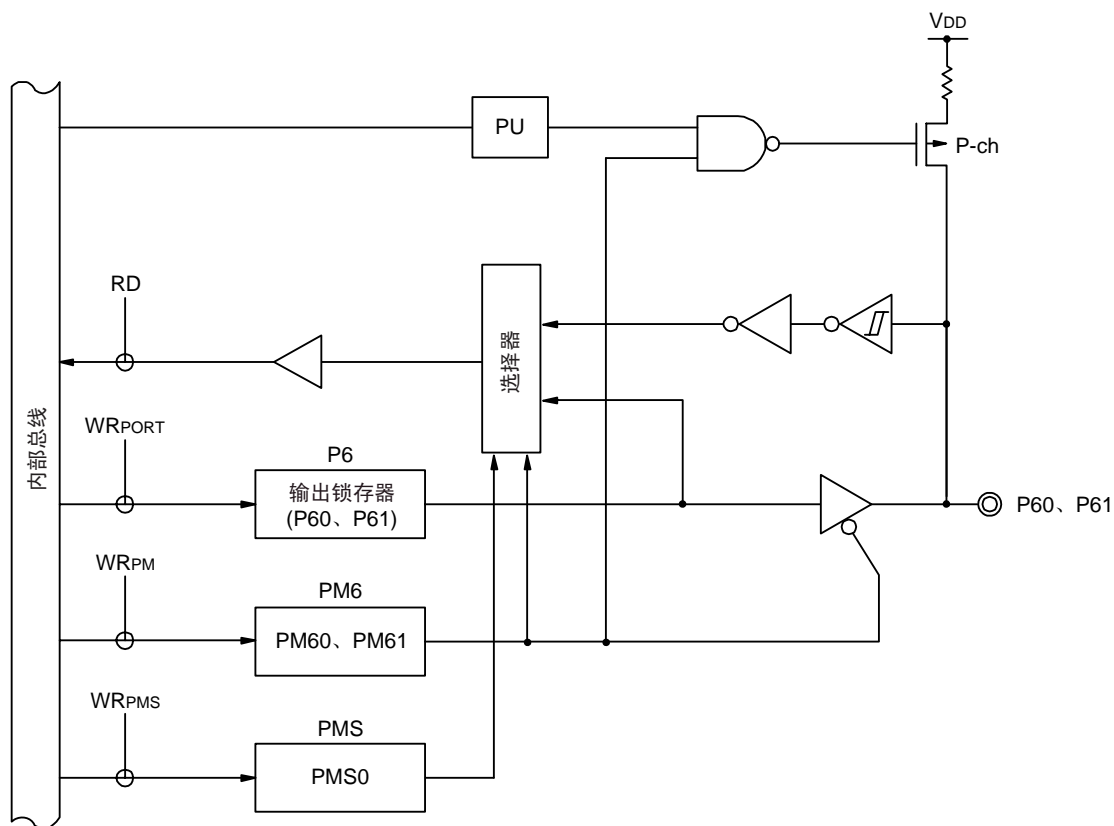 VDD
PU
P-ch
RD
选择器
内部总线
WRPORT
P6
输出锁存器
(P60、P61)
P60、P61
WRPM
PM6
PM60、PM61
WRPMS
PMS
PMS0